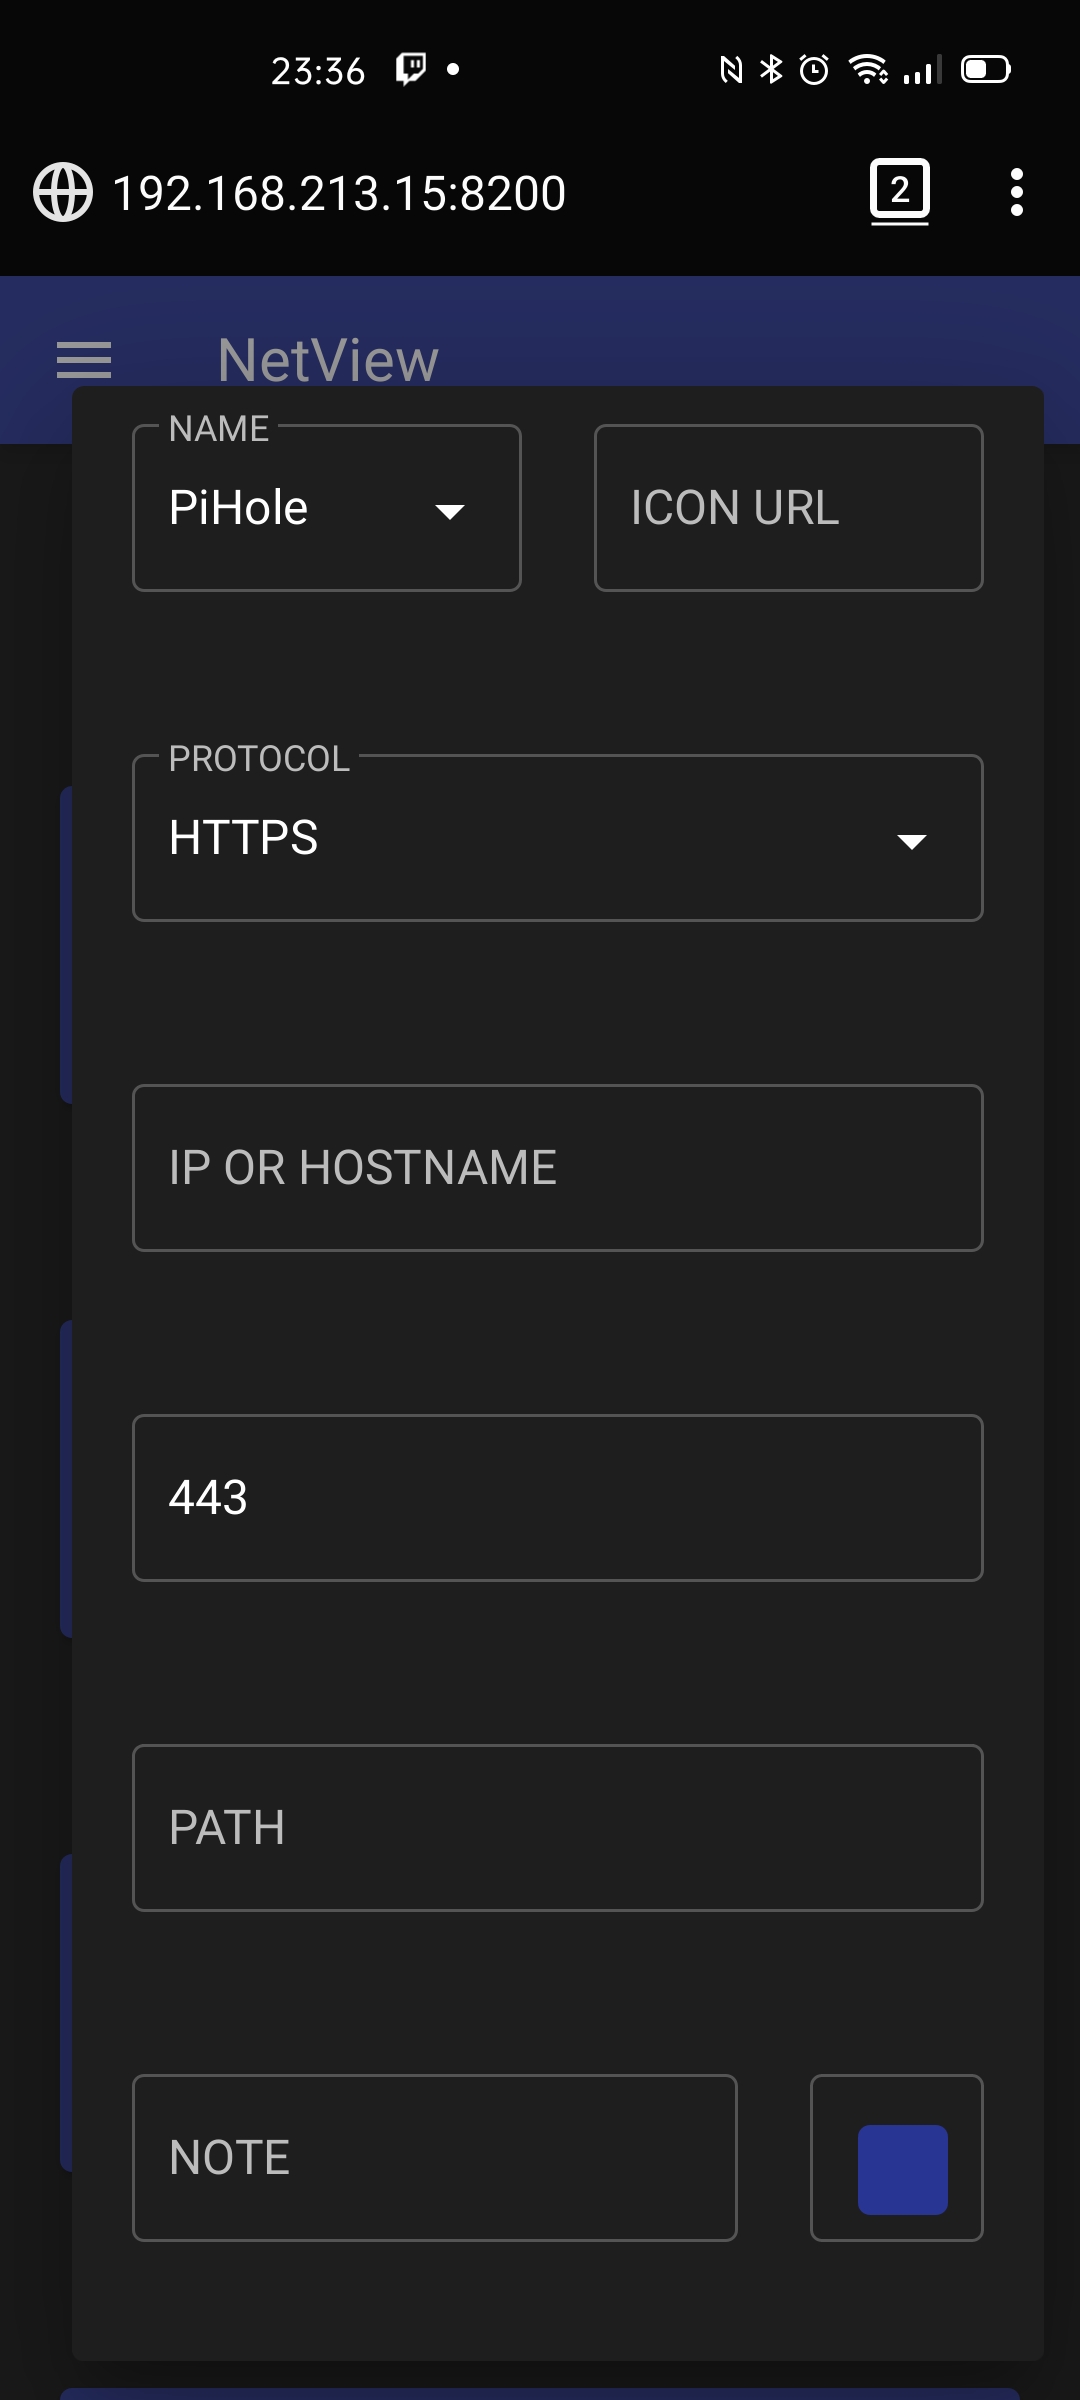 23:36
192.168.213.15:8200
2
NetView
NAME
PiHole
ICON URL
PROTOCOL
HTTPS
IP OR HOSTNAME
443
PATH
NOTE